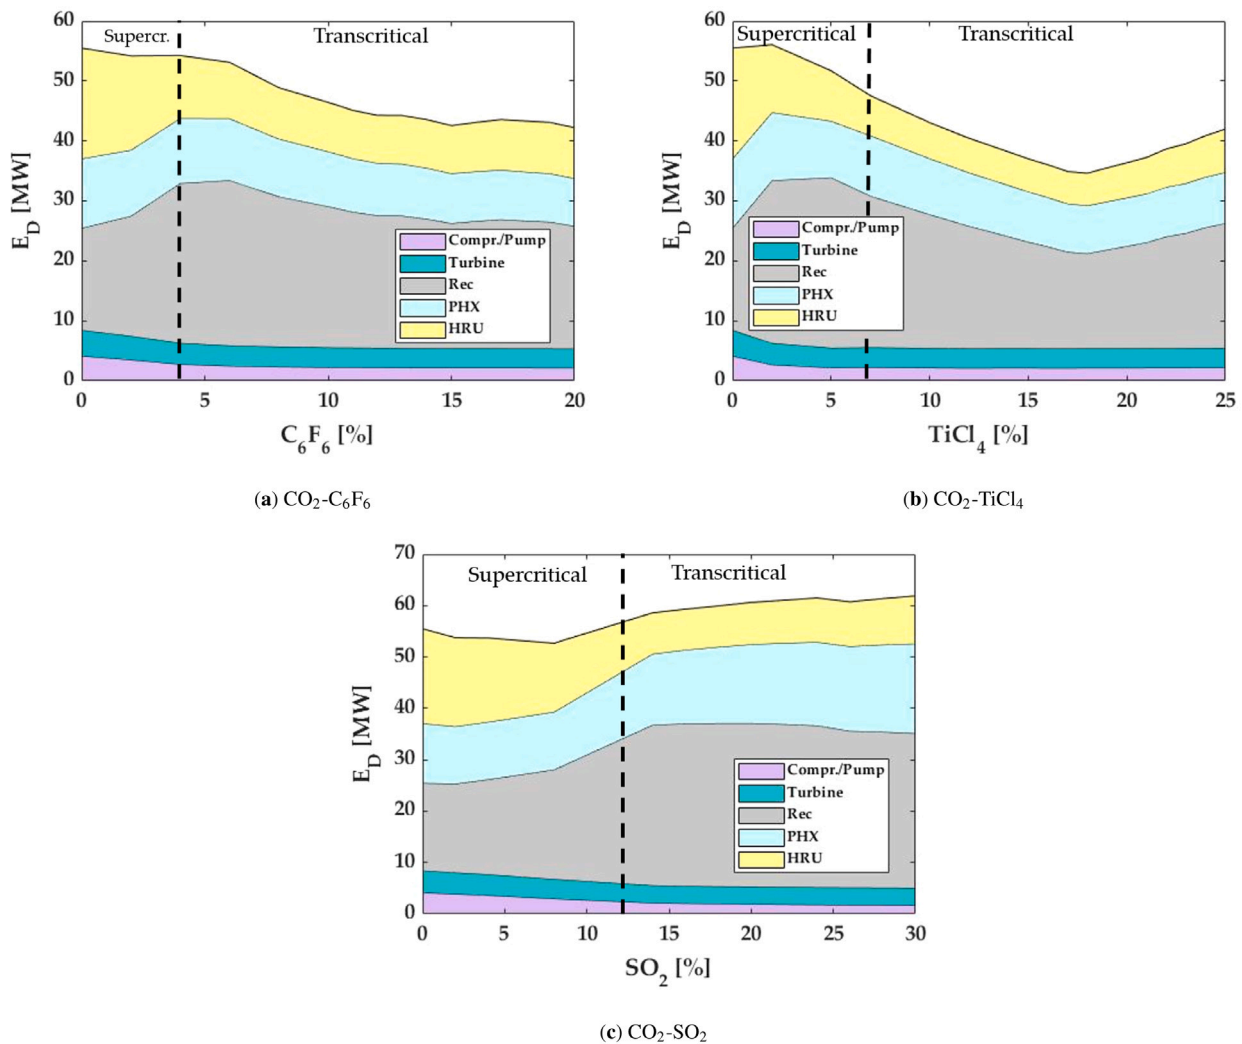 60
50
40
30
20
10
0
E_D [MW]
Supercr.
Transcritical
Compr./Pump
Turbine
Rec
PHX
HRU
0 5 10 15 20
C₆F₆ [%]
(a) CO₂-C₆F₆
60
50
40
30
20
10
0
E_D [MW]
Supercritical
Transcritical
Compr./Pump
Turbine
Rec
PHX
HRU
0 5 10 15 20 25
TiCl₄ [%]
(b) CO₂-TiCl₄
70
60
50
40
30
20
10
0
E_D [MW]
Supercritical
Transcritical
Compr./Pump
Turbine
Rec
PHX
HRU
0 5 10 15 20 25 30
SO₂ [%]
(c) CO₂-SO₂